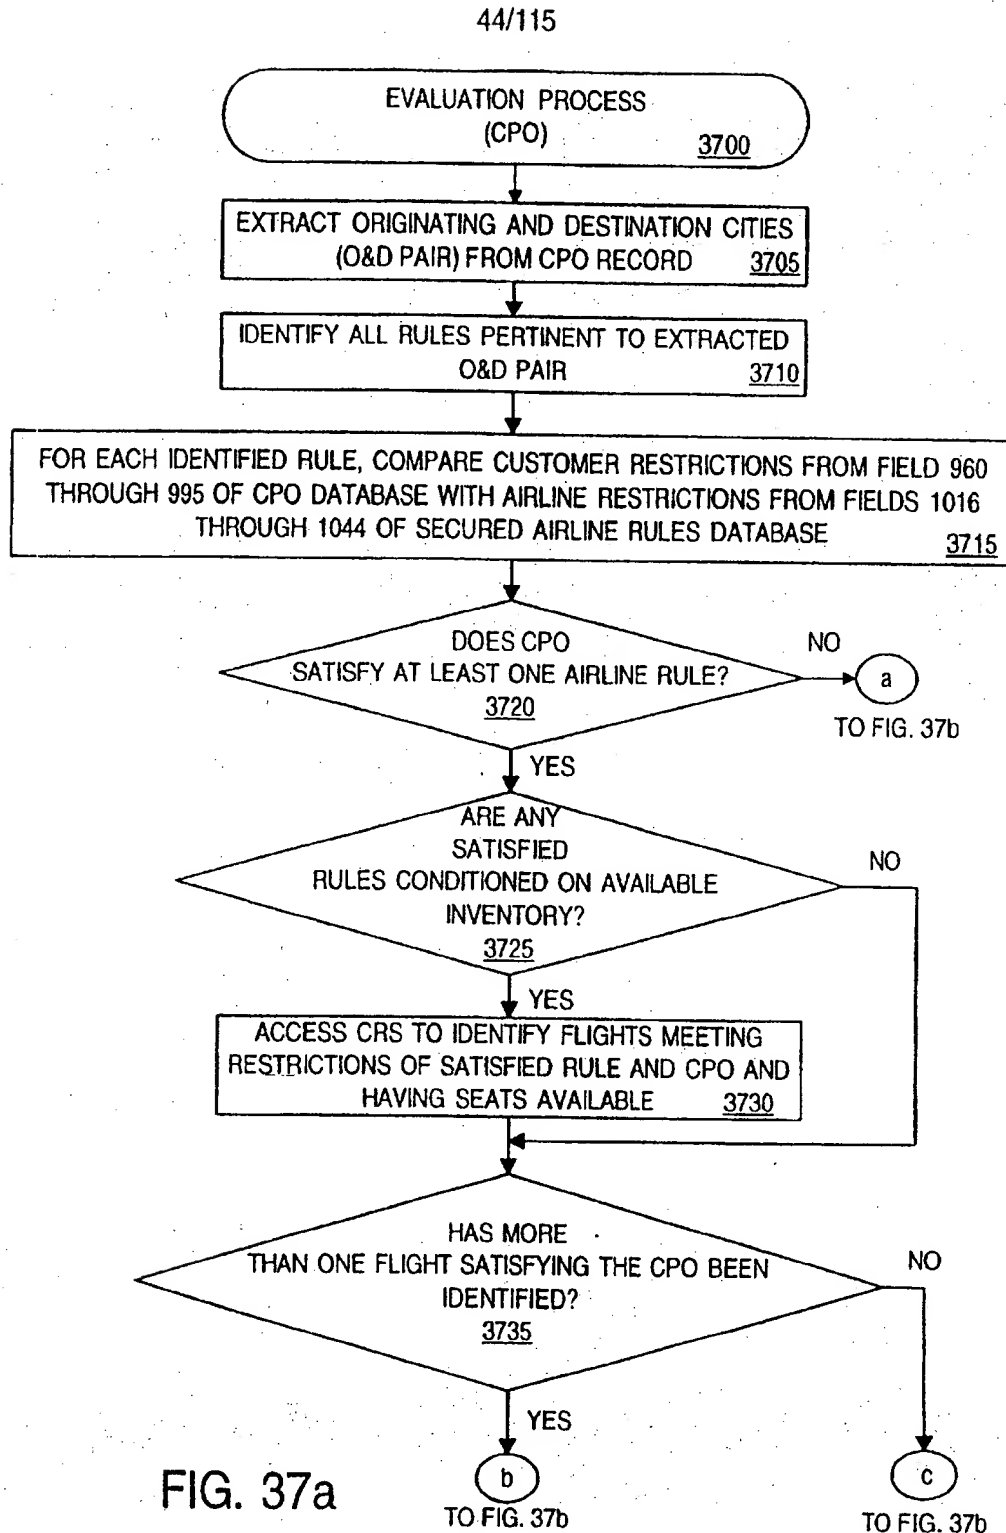 44/115
EVALUATION PROCESS
(CPO) 3700
EXTRACT ORIGINATING AND DESTINATION CITIES
(O&D PAIR) FROM CPO RECORD 3705
IDENTIFY ALL RULES PERTINENT TO EXTRACTED
O&D PAIR 3710
FOR EACH IDENTIFIED RULE, COMPARE CUSTOMER RESTRICTIONS FROM FIELD 960
THROUGH 995 OF CPO DATABASE WITH AIRLINE RESTRICTIONS FROM FIELDS 1016
THROUGH 1044 OF SECURED AIRLINE RULES DATABASE 3715
DOES CPO
SATISFY AT LEAST ONE AIRLINE RULE?
3720
NO
a
TO FIG. 37b
YES
ARE ANY
SATISFIED
RULES CONDITIONED ON AVAILABLE
INVENTORY?
3725
NO
YES
ACCESS CRS TO IDENTIFY FLIGHTS MEETING
RESTRICTIONS OF SATISFIED RULE AND CPO AND
HAVING SEATS AVAILABLE 3730
HAS MORE
THAN ONE FLIGHT SATISFYING THE CPO BEEN
IDENTIFIED?
3735
NO
YES
b
TO FIG. 37b
c
TO FIG. 37b
FIG. 37a